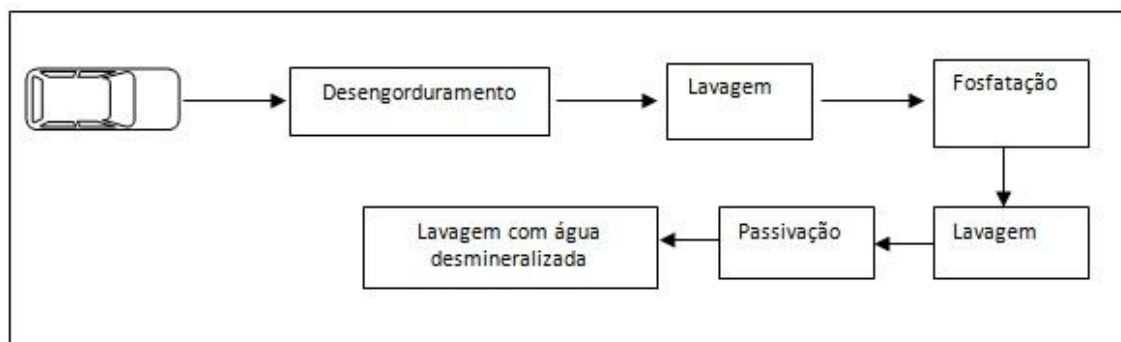 Desengorduramento
Lavagem
Fosfatação
Lavagem
Passivação
Lavagem com água
desmineralizada